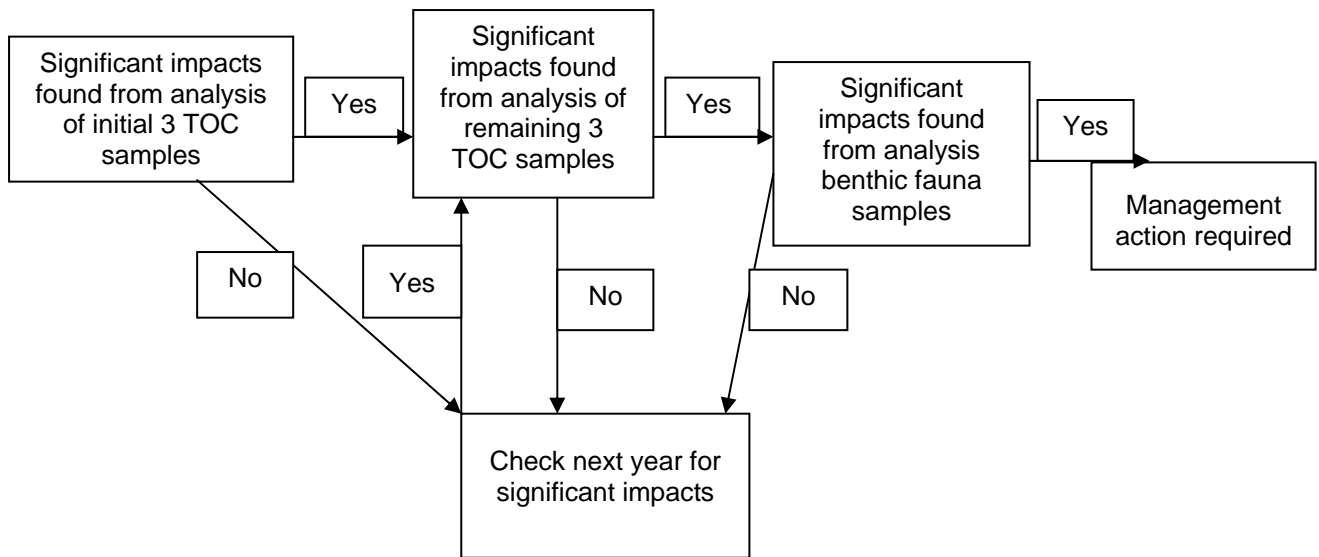 Significant impacts
found from analysis
of initial 3 TOC
samples
Yes
Significant
impacts found
from analysis of
remaining 3
TOC samples
Yes
Significant
impacts found
from analysis
benthic fauna
samples
Yes
Management
action required
No
Yes
No
No
Check next year for
significant impacts